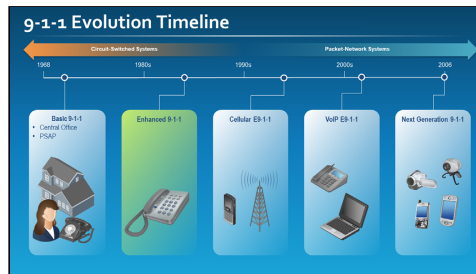 9-1-1 Evolution Timeline
Circuit-Switched Systems Packet-Network Systems
1968 1980s 1990s 2000s 2006
Basic 9-1-1
• Central Office
• PSAP
Enhanced 9-1-1
Cellular E9-1-1
VoIP E9-1-1
Next Generation 9-1-1